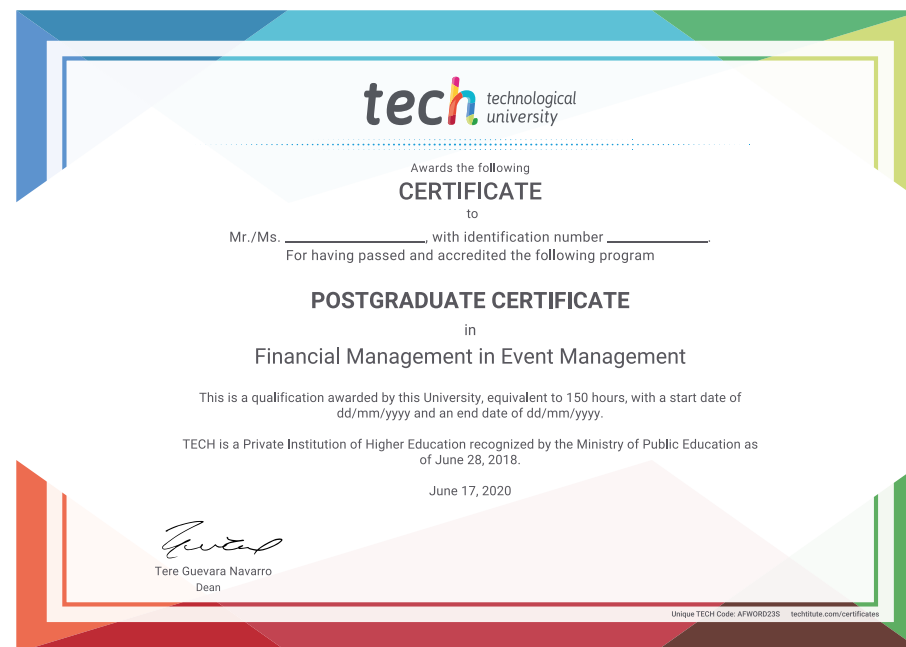 tech technological
university
Awards the following
CERTIFICATE
to
Mr./Ms. ____________________, with identification number __________________.
For having passed and accredited the following program
POSTGRADUATE CERTIFICATE
in
Financial Management in Event Management
This is a qualification awarded by this University, equivalent to 150 hours, with a start date of
dd/mm/yyyy and an end date of dd/mm/yyyy.
TECH is a Private Institution of Higher Education recognized by the Ministry of Public Education as
of June 28, 2018.
June 17, 2020
Tere Guevara Navarro
Dean
Unique TECH Code: AFWORD23S techtitute.com/certificates